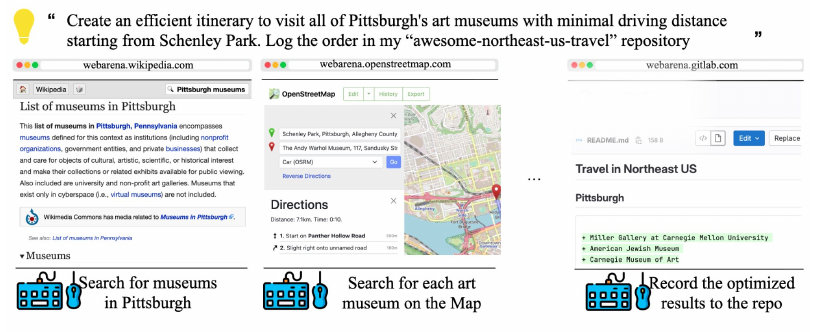 “ Create an efficient itinerary to visit all of Pittsburgh's art museums with minimal driving distance
starting from Schenley Park. Log the order in my “awesome-northeast-us-travel” repository ”
webarena.wikipedia.com
Wikipedia
Pittsburgh museums
List of museums in Pittsburgh
This list of museums in Pittsburgh, Pennsylvania encompasses
museums defined for this context as institutions (including nonprofit
organizations, government entities, and private businesses) that collect
and care for objects of cultural, artistic, scientific, or historical interest
and make their collections or related exhibits available for public viewing.
Also included are university and non-profit art galleries. Museums that
exist only in cyberspace (i.e., virtual museums) are not included.
Wikimedia Commons has media related to Museums in Pittsburgh.
See also: List of museums in Pennsylvania
▾ Museums
Search for museums
in Pittsburgh
webarena.openstreetmap.com
OpenStreetMap
Edit
History
Export
Schenley Park, Pittsburgh, Allegheny County
The Andy Warhol Museum, 117, Sandusky Str
Car (OSRM)
Go
Reverse Directions
Directions
Distance: 7.1km. Time: 0:10.
1. Start on Panther Hollow Road
2. Slight right onto unnamed road
Allegheny
Search for each art
museum on the Map
...
webarena.gitlab.com
README.md
158 B
Edit
Replace
Travel in Northeast US
Pittsburgh
+ Miller Gallery at Carnegie Mellon University
+ American Jewish Museum
+ Carnegie Museum of Art
Record the optimized
results to the repo